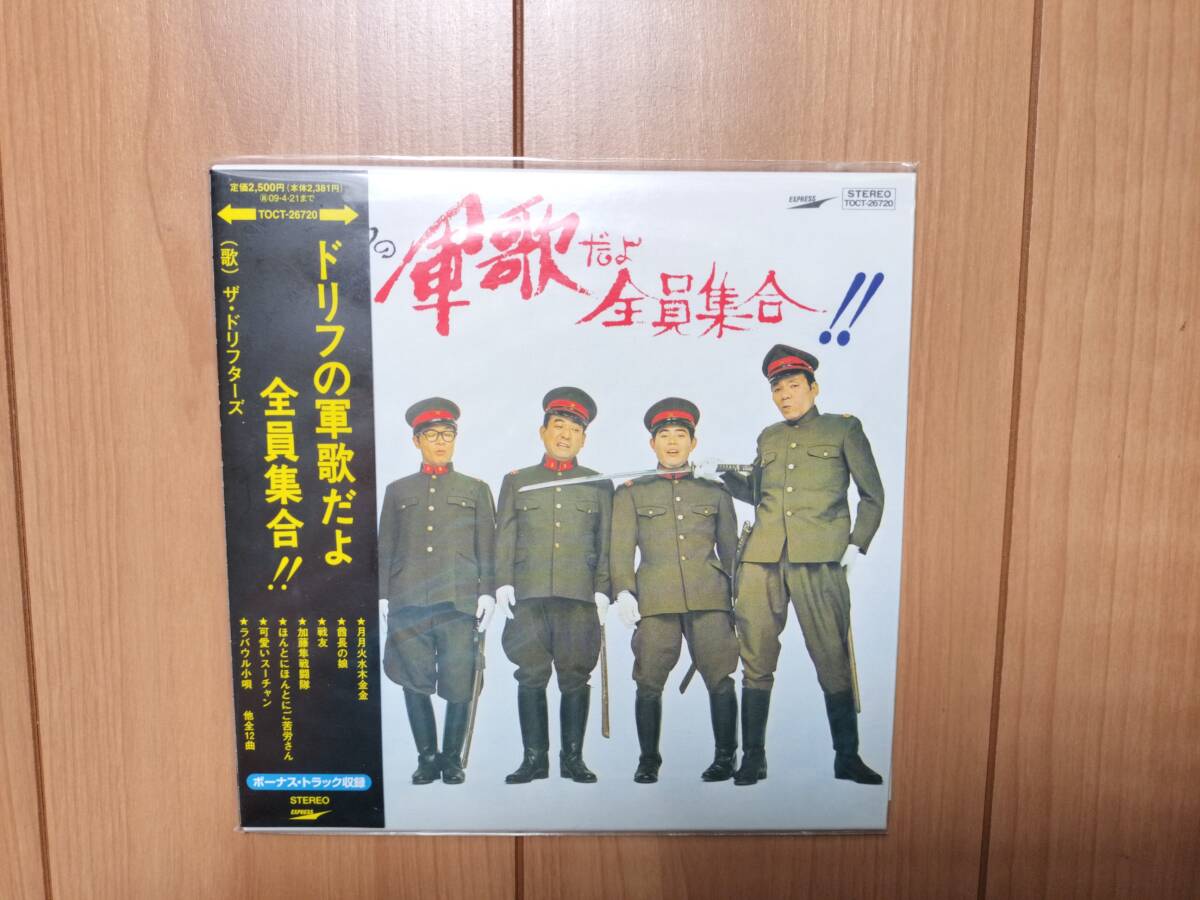 定価2,500円(本体2,381円)
Ⓡ09・4・21まで
TOCT-26720
ドリフの軍歌だよ
全員集合!!
(歌) ザ・ドリフターズ
★月月火水木金金
★酋長の娘
★戦友
★加藤隼戦闘隊
★ほんとにほんとにご苦労さん
★可愛いスーチャン
★ラバウル小唄 他全12曲
ボーナス・トラック収録
STEREO
EXPRESS
の軍歌だよ
全員集合!!
EXPRESS
STEREO
TOCT-26720